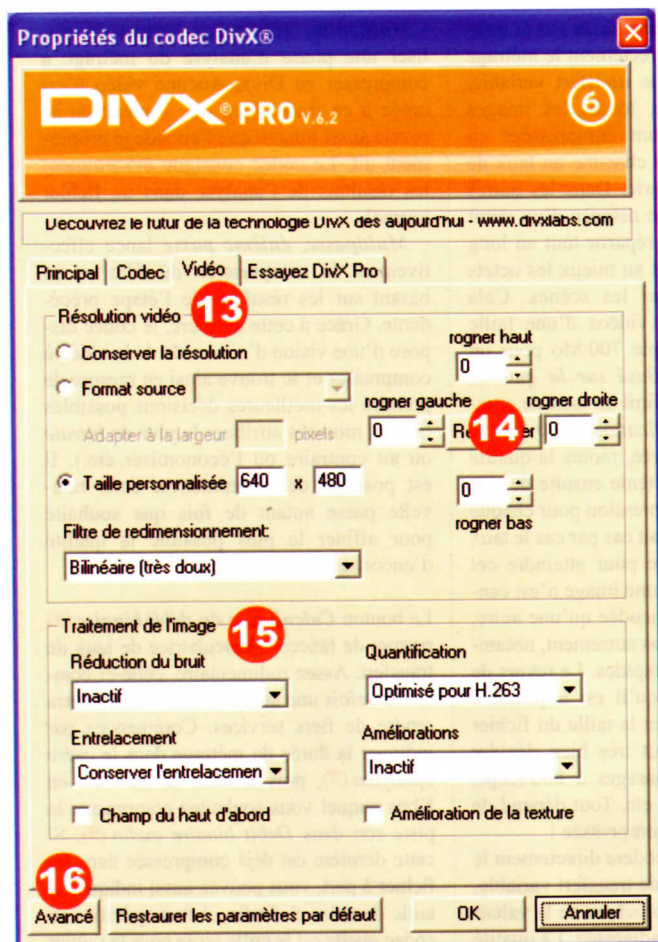 Propriétés du codec DivX®
DIVX® PRO V.6.2
6
Découvrez le futur de la technologie DivX dès aujourd'hui - www.divxlabs.com
Principal Codec Vidéo Essayez DivX Pro
13
Résolution vidéo
rogner haut
Conserver la résolution
0
Format source
rogner gauche rogner droite
Adapter à la largeur pixels
0 14 0
Taille personnalisée 640 x 480
0
rogner bas
Filtre de redimensionnement:
Bilinéaire (très doux)
Traitement de l'image
15
Réduction du bruit
Quantification
Inactif
Optimisé pour H.263
Entrelacement
Améliorations
Conserver l'entrelacemen
Inactif
Champ du haut d'abord
Amélioration de la texture
16
Avancé Restaurer les paramètres par défaut OK Annuler